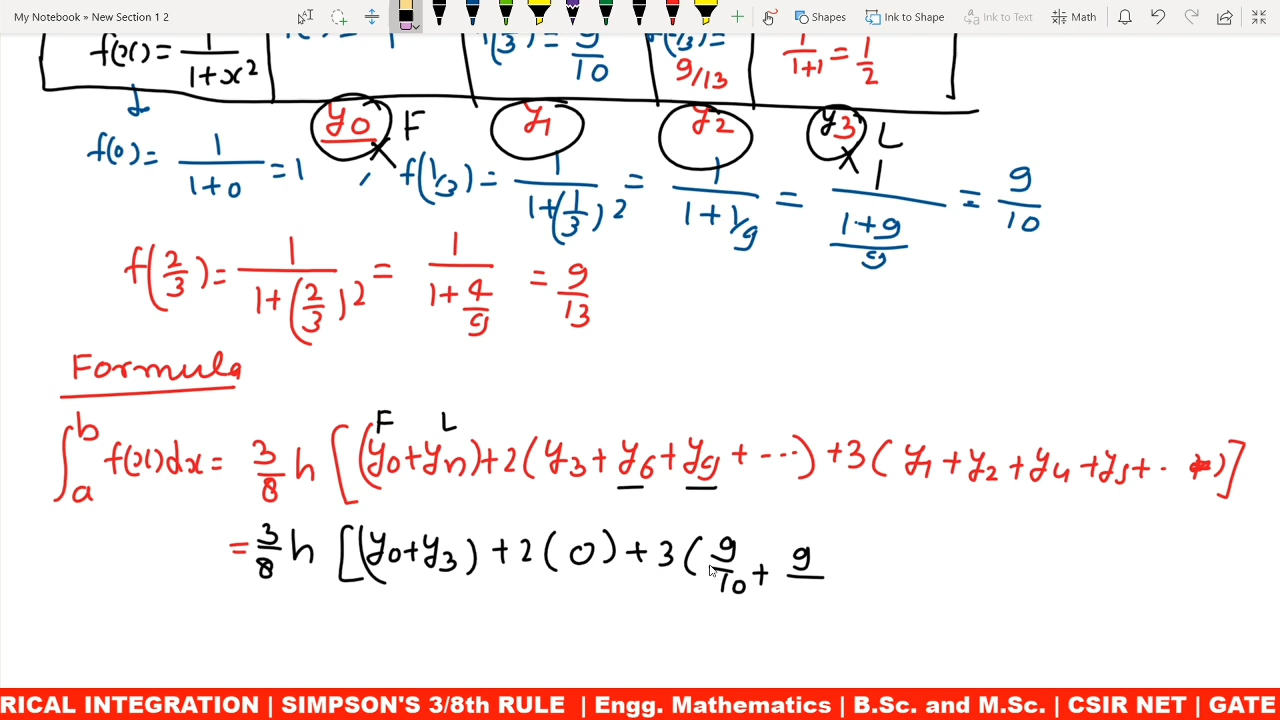 My Notebook » New Section 1 2
Shapes Ink to Shape Ink to Text Math
f(x) = 1/(1+x²) (1/3) = 9/10 9/13 1/(1+1) = 1/2
y0 F y1 y2 y3 L
f(0) = 1/(1+0) = 1 , f(1/3) = 1/(1+(1/3)2) = 1/(1+1/9) = 1/((1+9)/9) = 9/10
f(2/3) = 1/(1+(2/3)2) = 1/(1+4/9) = 9/13
Formula
F L
∫ₐᵇ f(x)dx = 3/8 h [(y0+yn)+2(y3+y6+y9+...)+3(y1+y2+y4+y5+...)]
= 3/8 h [(y0+y3)+2(0)+3(9/10+ 9
RICAL INTEGRATION | SIMPSON'S 3/8th RULE | Engg. Mathematics | B.Sc. and M.Sc. | CSIR NET | GATE